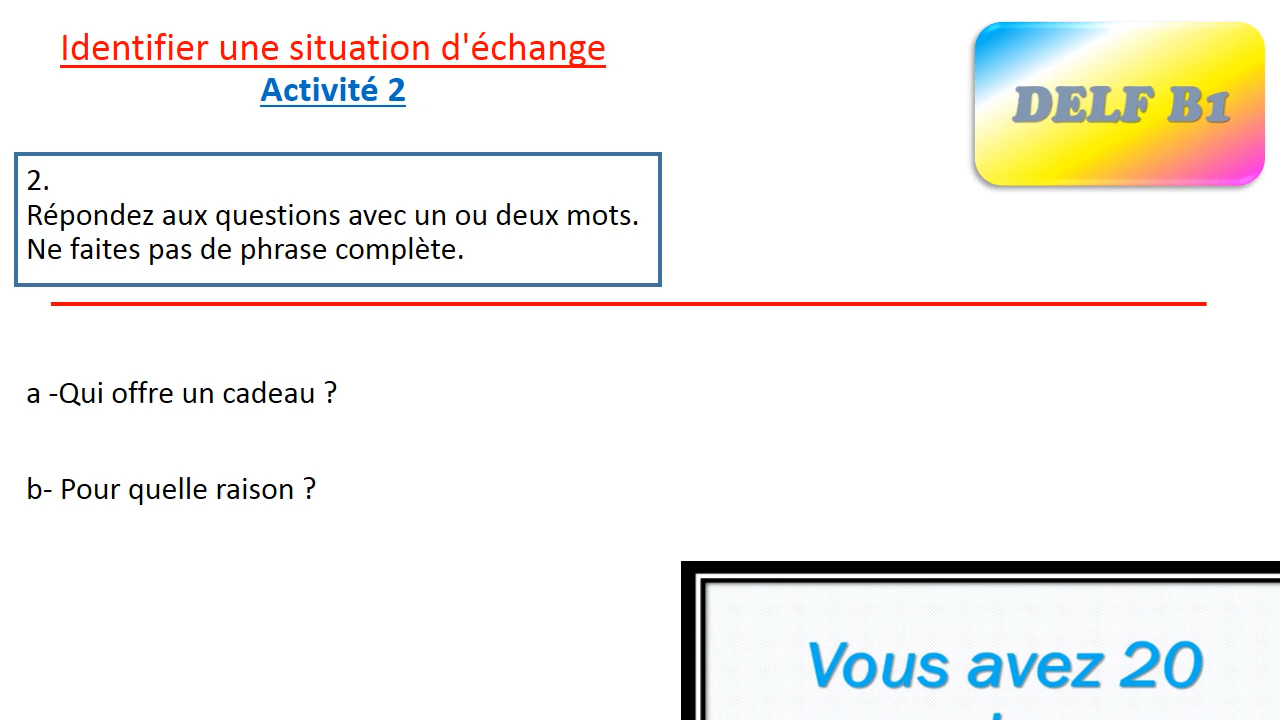 Identifier une situation d'échange
Activité 2
DELF B1
2.
Répondez aux questions avec un ou deux mots.
Ne faites pas de phrase complète.
a -Qui offre un cadeau ?
b- Pour quelle raison ?
Vous avez 20